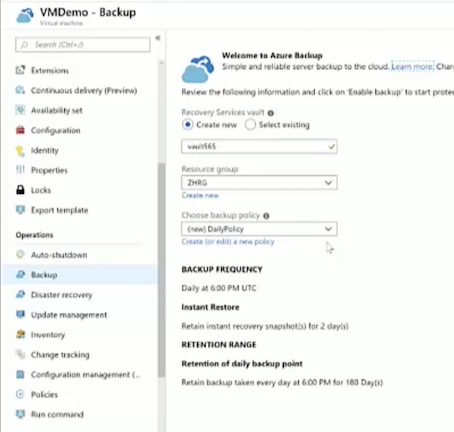 VMDemo - Backup
Virtual machine
Search (Ctrl+/)
«
Extensions
Continuous delivery (Preview)
Availability set
Configuration
Identity
Properties
Locks
Export template
Operations
Auto-shutdown
Backup
Disaster recovery
Update management
Inventory
Change tracking
Configuration management (...
Policies
Run command
Welcome to Azure Backup
Simple and reliable server backup to the cloud. Learn more. Char
Review the following information and click on 'Enable backup' to start protec
Recovery Services vault
Create new Select existing
vault565
Resource group
ZHRG
Create new
Choose backup policy
(new) DailyPolicy
Create (or edit) a new policy
BACKUP FREQUENCY
Daily at 6:00 PM UTC
Instant Restore
Retain instant recovery snapshot(s) for 2 day(s)
RETENTION RANGE
Retention of daily backup point
Retain backup taken every day at 6:00 PM for 180 Day(s)